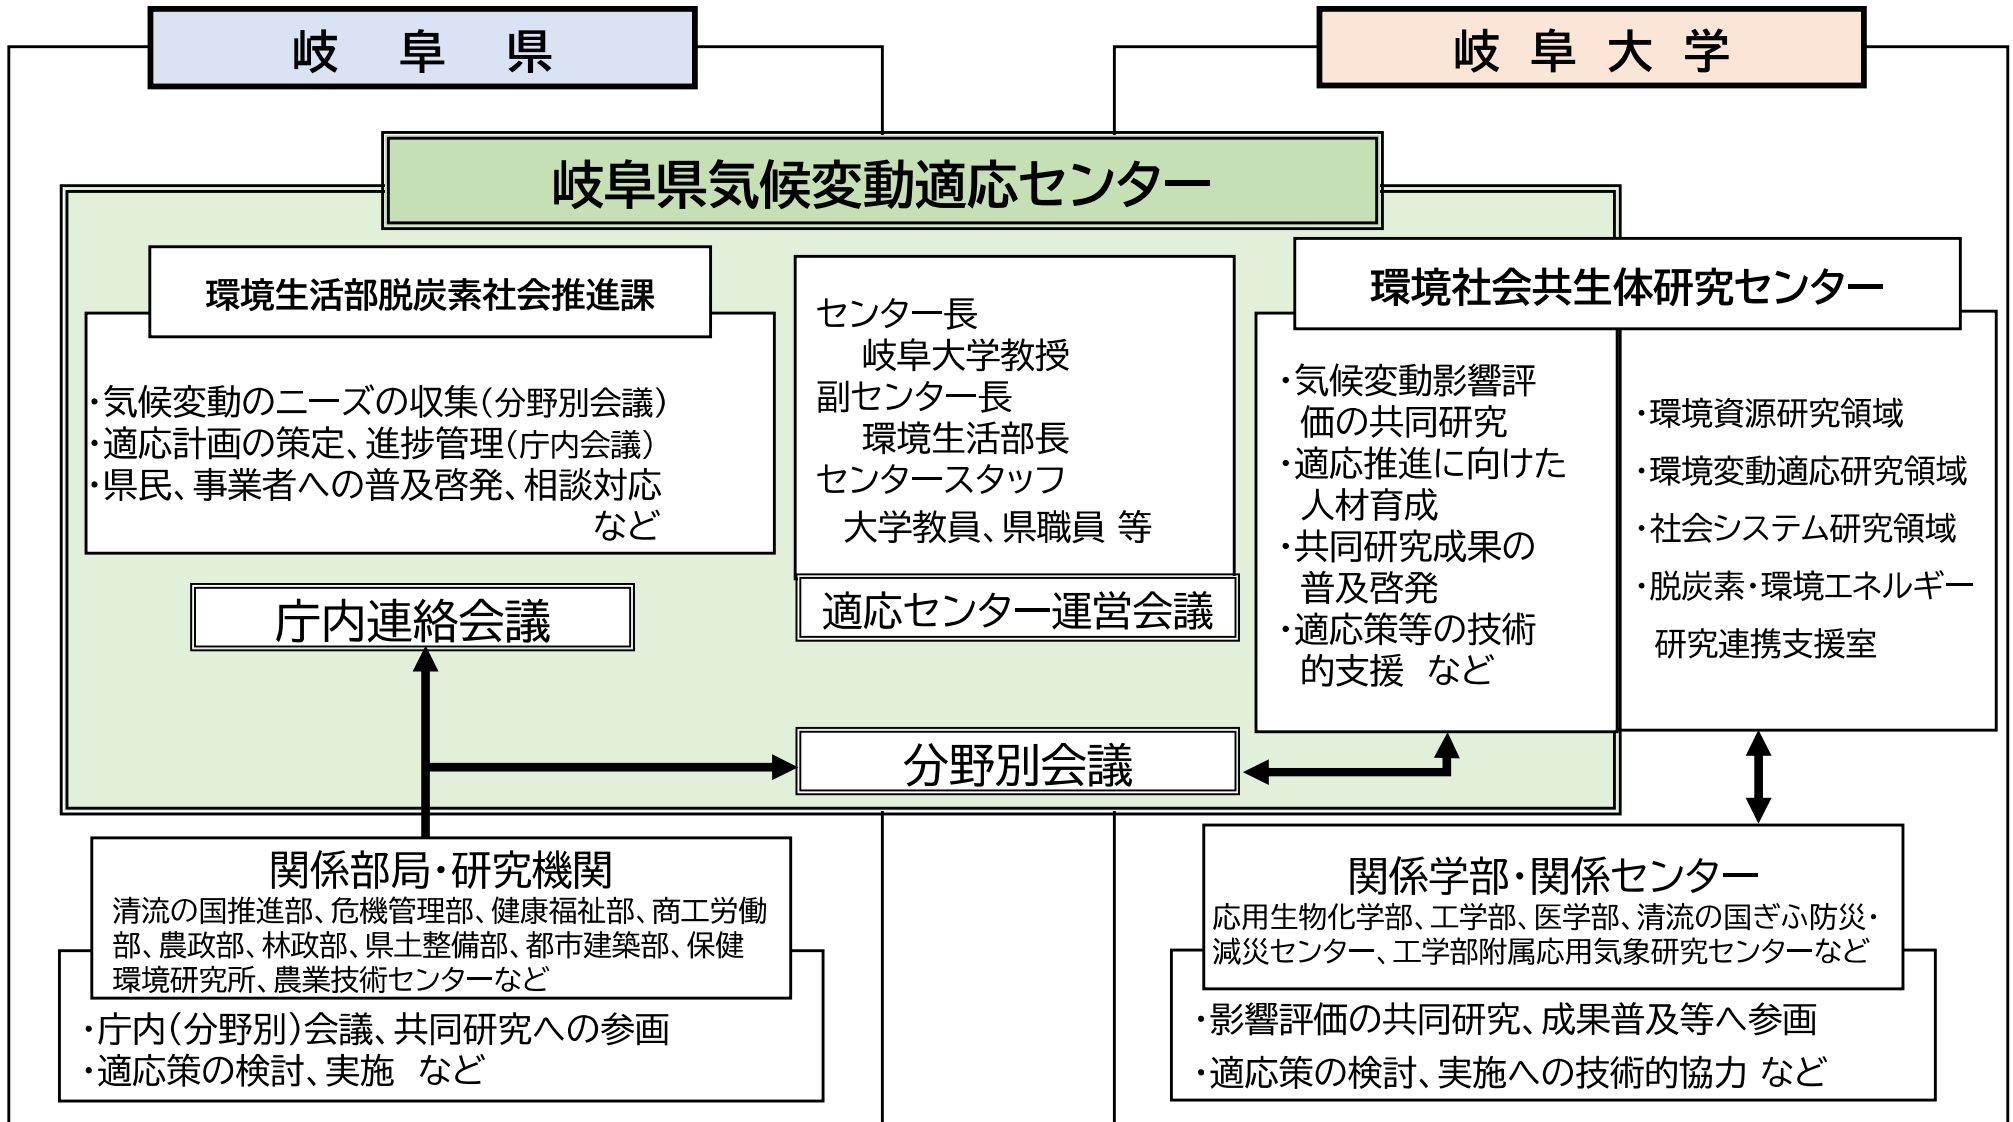 岐　阜　県
岐 阜 大 学
岐阜県気候変動適応センター
環境生活部脱炭素社会推進課
・気候変動のニーズの収集（分野別会議）
・適応計画の策定、進捗管理（庁内会議）
・県民、事業者への普及啓発、相談対応
など
庁内連絡会議
センター長
岐阜大学教授
副センター長
環境生活部長
センタースタッフ
大学教員、県職員 等
適応センター運営会議
分野別会議
環境社会共生体研究センター
・気候変動影響評
価の共同研究
・適応推進に向けた
人材育成
・共同研究成果の
普及啓発
・適応策等の技術
的支援　など
・環境資源研究領域
・環境変動適応研究領域
・社会システム研究領域
・脱炭素・環境エネルギー
研究連携支援室
関係部局・研究機関
清流の国推進部、危機管理部、健康福祉部、商工労働
部、農政部、林政部、県土整備部、都市建築部、保健
環境研究所、農業技術センターなど
・庁内（分野別）会議、共同研究への参画
・適応策の検討、実施　など
関係学部・関係センター
応用生物化学部、工学部、医学部、清流の国ぎふ防災・
減災センター、工学部附属応用気象研究センターなど
・影響評価の共同研究、成果普及等へ参画
・適応策の検討、実施への技術的協力 など